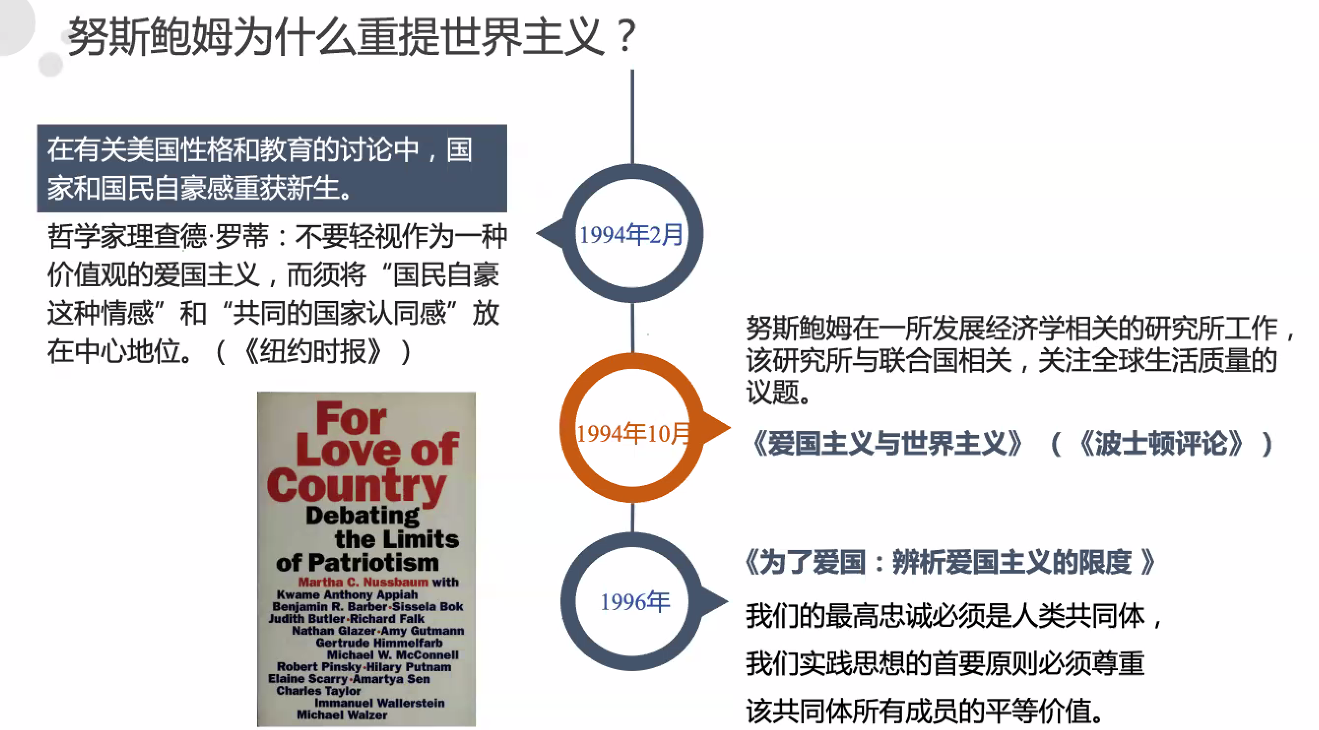 努斯鲍姆为什么重提世界主义？
在有关美国性格和教育的讨论中，国
家和国民自豪感重获新生。
哲学家理查德·罗蒂：不要轻视作为一种
价值观的爱国主义，而须将“国民自豪
这种情感”和“共同的国家认同感”放
在中心地位。（《纽约时报》）
1994年2月
1994年10月
努斯鲍姆在一所发展经济学相关的研究所工作，
该研究所与联合国相关，关注全球生活质量的
议题。
《爱国主义与世界主义》（《波士顿评论》）
1996年
《为了爱国：辨析爱国主义的限度 》
我们的最高忠诚必须是人类共同体，
我们实践思想的首要原则必须尊重
该共同体所有成员的平等价值。
For
Love of
Country
Debating
the Limits
of Patriotism
Martha C. Nussbaum with
Kwame Anthony Appiah
Benjamin R. Barber·Sissela Bok
Judith Butler·Richard Falk
Nathan Glazer·Amy Gutmann
Gertrude Himmelfarb
Michael W. McConnell
Robert Pinsky·Hilary Putnam
Elaine Scarry·Amartya Sen
Charles Taylor
Immanuel Wallerstein
Michael Walzer